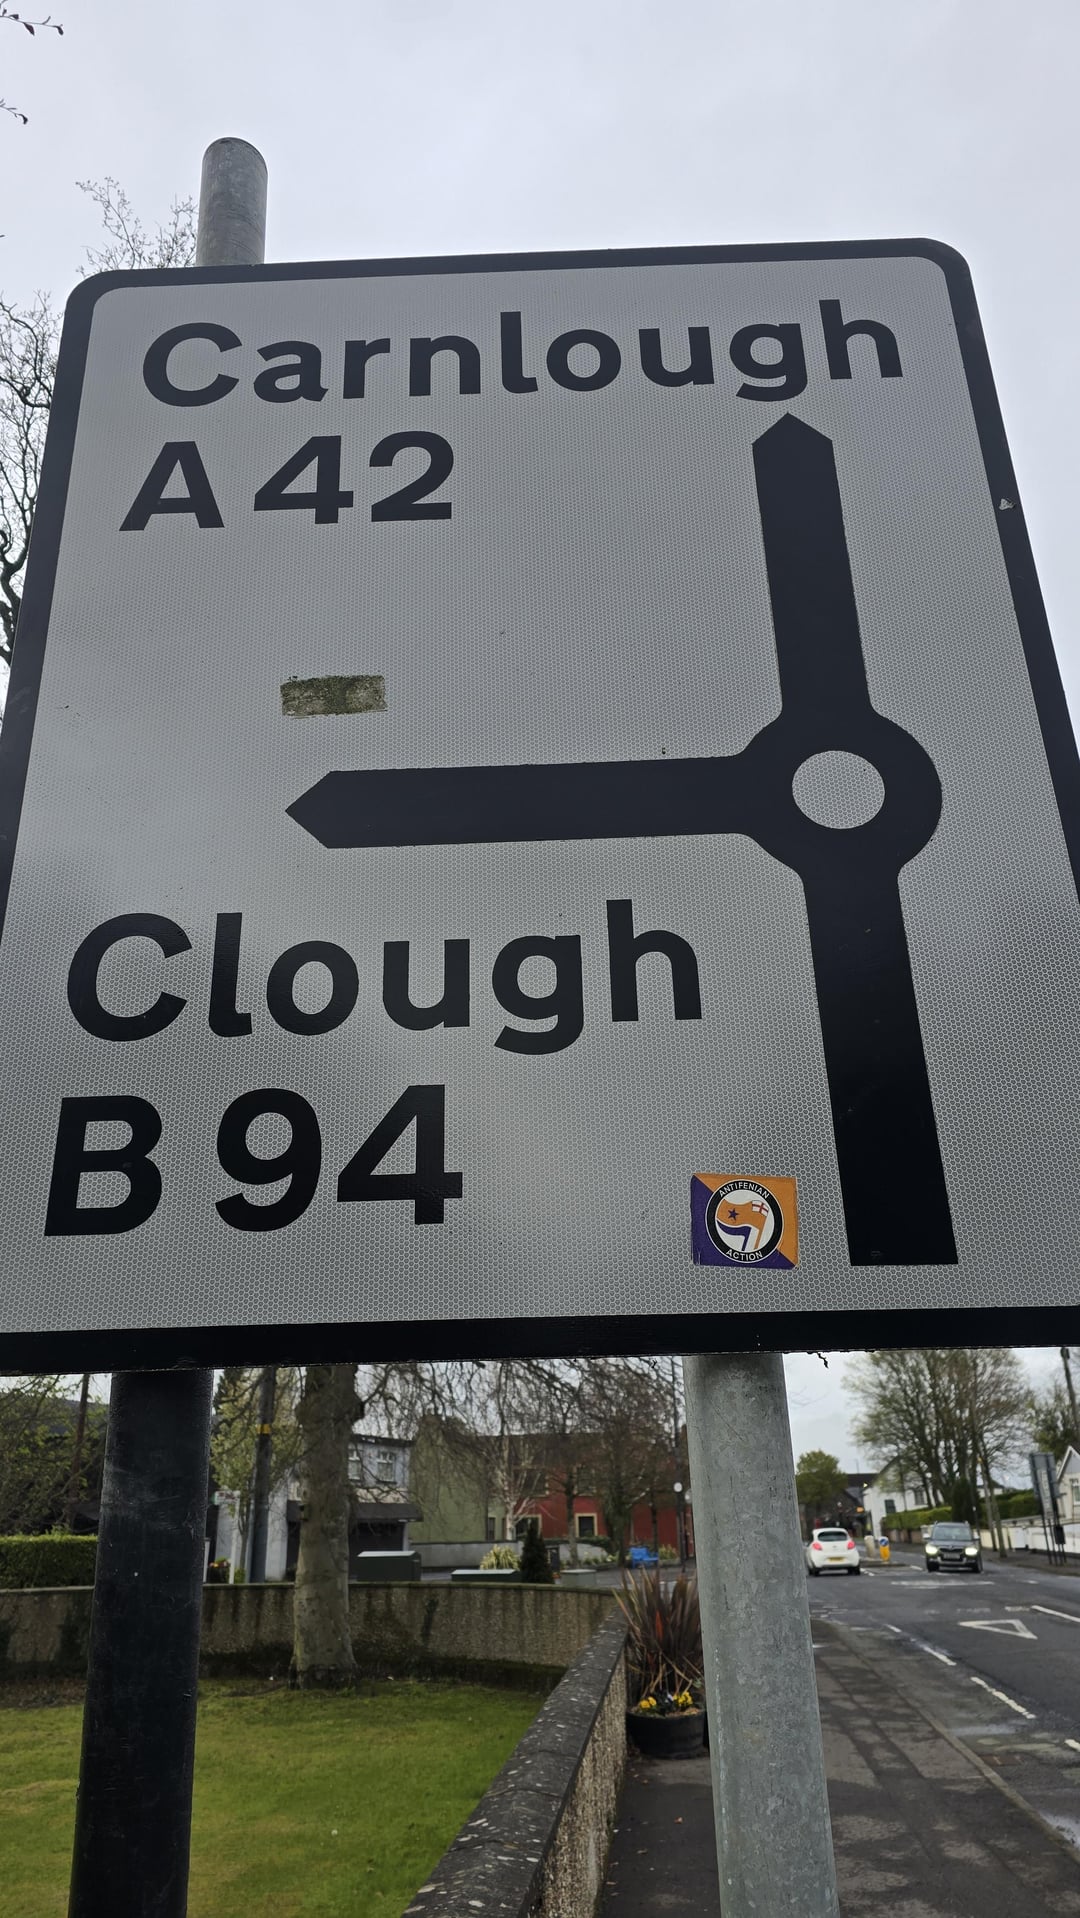 Carnlough
A42
Clough
B94
ANTIFENIAN
ACTION